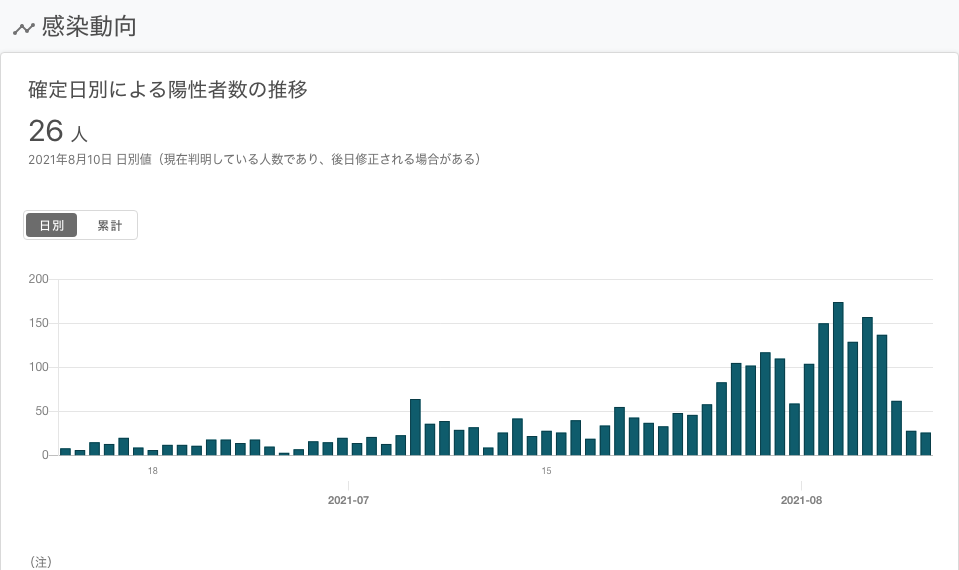 感染動向
確定日別による陽性者数の推移
26 人
2021年8月10日 日別値（現在判明している人数であり、後日修正される場合がある）
日別 累計
200
150
100
50
0
18 15
2021-07 2021-08
（注）